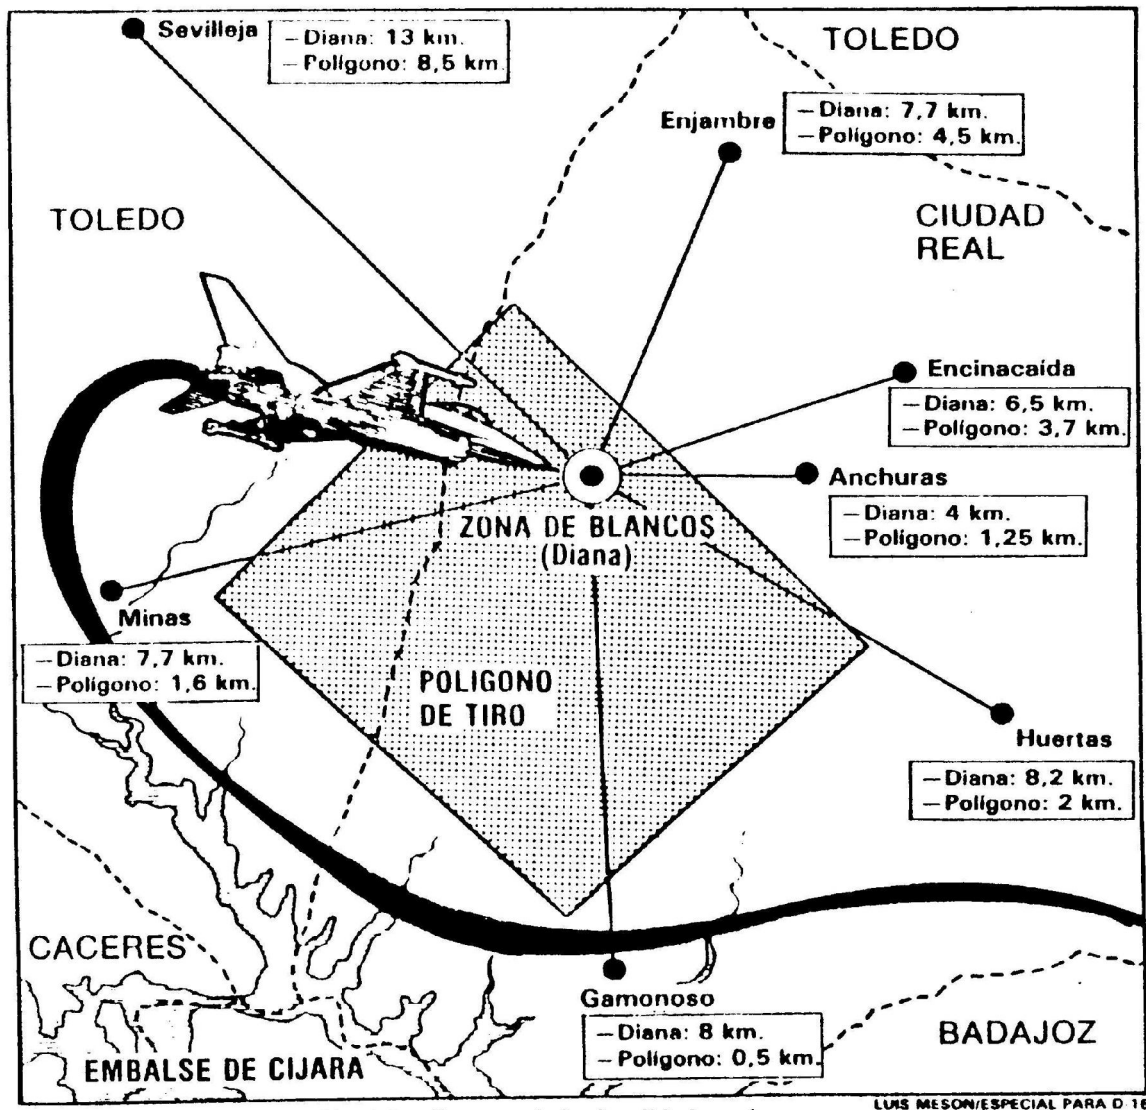 Sevilleja
—Diana: 13 km.
—Polígono: 8,5 km.
TOLEDO
Enjambre
—Diana: 7,7 km.
—Polígono: 4,5 km.
TOLEDO
CIUDAD
REAL
Encinacaída
—Diana: 6,5 km.
—Polígono: 3,7 km.
Anchuras
—Diana: 4 km.
—Polígono: 1,25 km.
ZONA DE BLANCOS
(Diana)
Minas
—Diana: 7,7 km.
—Polígono: 1,6 km.
POLIGONO
DE TIRO
Huertas
—Diana: 8,2 km.
—Polígono: 2 km.
CACERES
Gamonoso
—Diana: 8 km.
—Polígono: 0,5 km.
BADAJOZ
EMBALSE DE CIJARA
LUIS MESON/ESPECIAL PARA D. 16